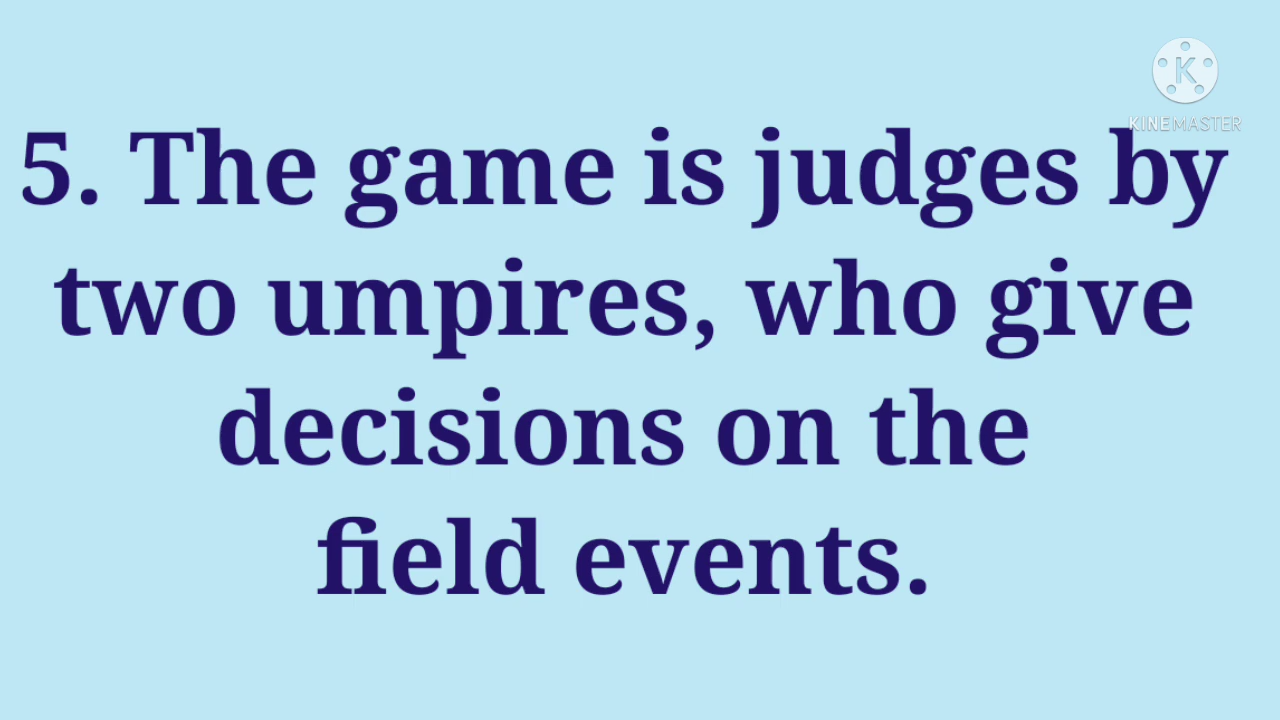 K
KINEMASTER
5. The game is judges by
two umpires, who give
decisions on the
field events.